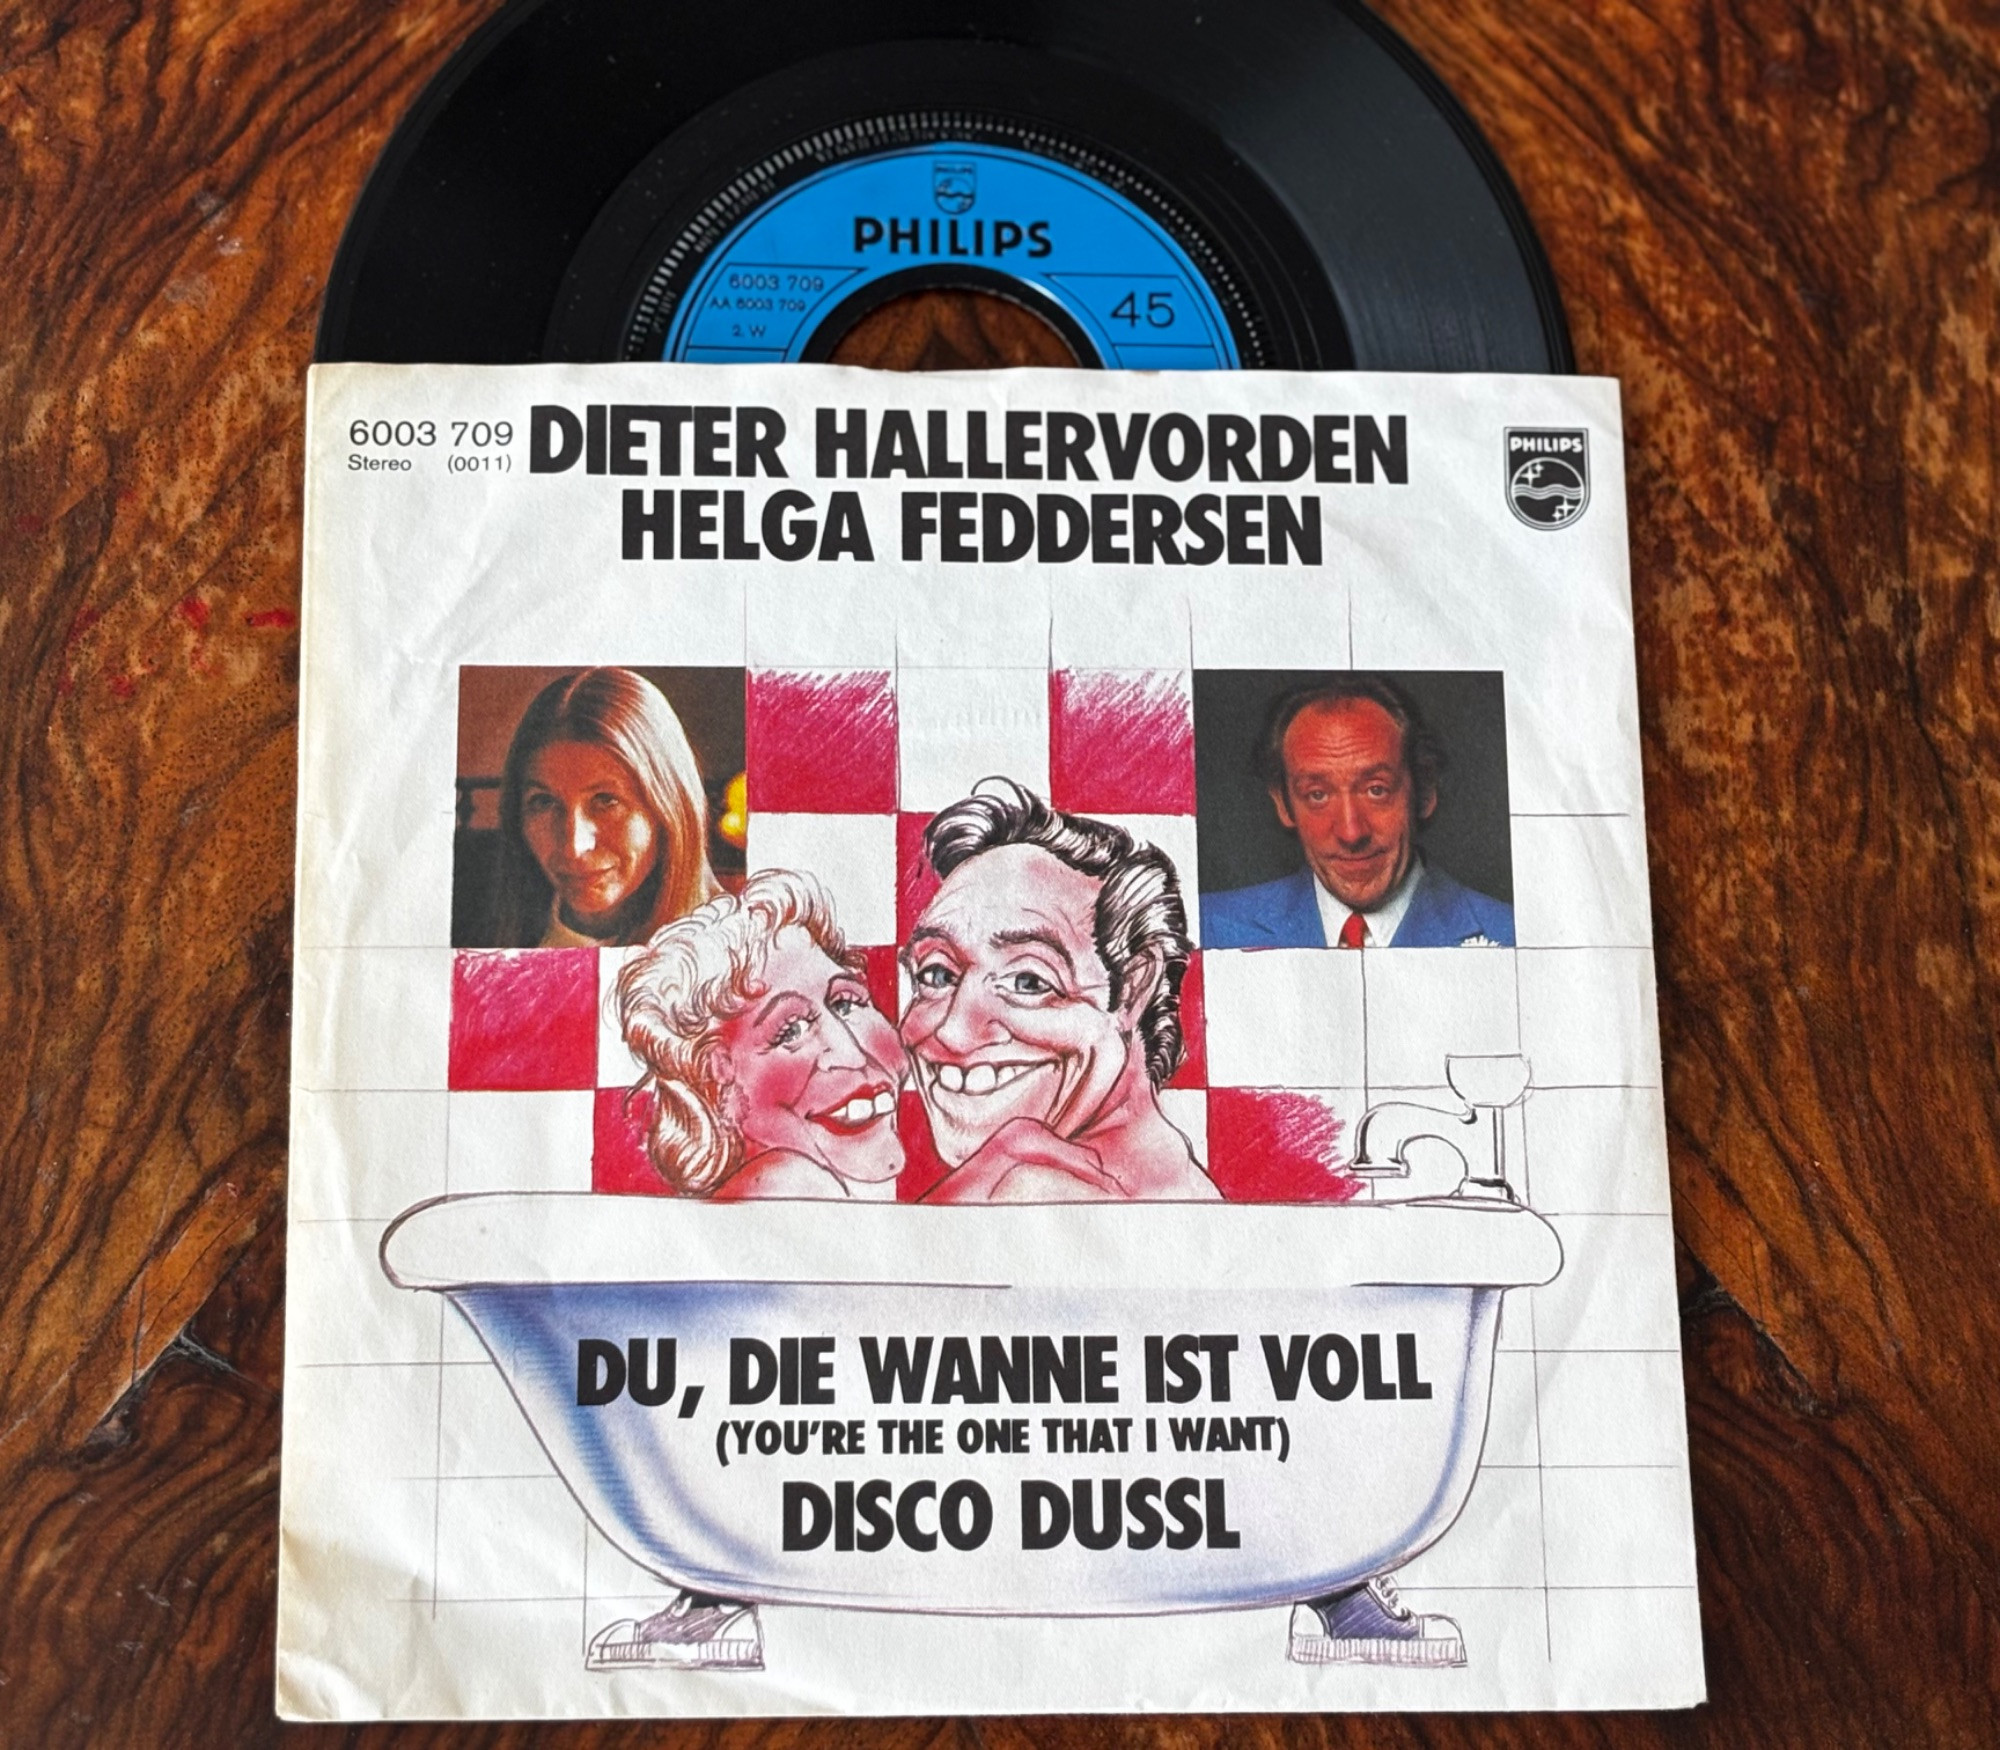 PHILIPS
PHILIPS
6003 709
AA 6003 709
2. W
45
6003 709
Stereo (0011)
DIETER HALLERVORDEN
HELGA FEDDERSEN
PHILIPS
DU, DIE WANNE IST VOLL
(YOU'RE THE ONE THAT I WANT)
DISCO DUSSL